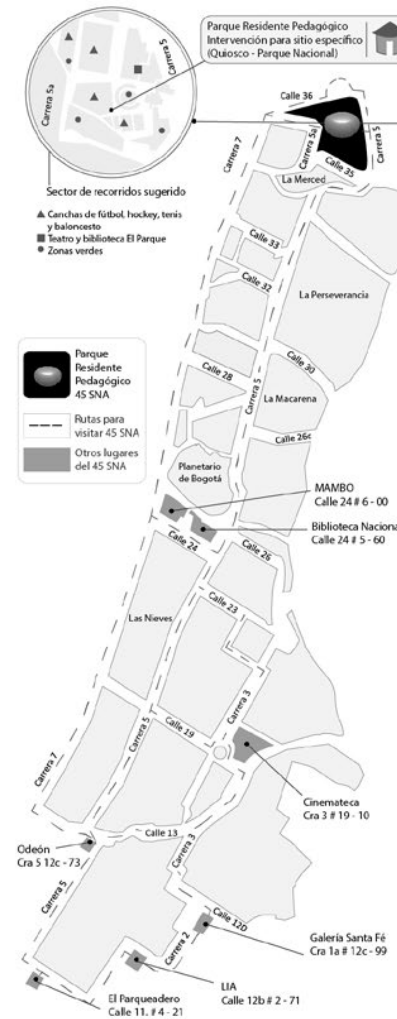 Parque Residente Pedagógico
Intervención para sitio específico
(Quiosco - Parque Nacional)
Carrera 5
Carrera 5a
Sector de recorridos sugerido
Canchas de fútbol, hockey, tenis
y baloncesto
Teatro y biblioteca El Parque
Zonas verdes
Calle 36
Carrera 7
Carrera 5a
Carrera 5
Calle 35
La Merced
Calle 33
Calle 32
La Perseverancia
Calle 30
Calle 28
Carrera 5
La Macarena
Calle 26c
Parque
Residente
Pedagógico
45 SNA
Rutas para
visitar 45 SNA
Otros lugares
del 45 SNA
Planetario
de Bogotá
MAMBO
Calle 24 # 6 - 00
Biblioteca Naciona
Calle 24 # 5 - 60
Calle 24
Calle 26
Calle 23
Las Nieves
Carrera 3
Carrera 5
Calle 19
Carrera 7
Cinemateca
Cra 3 # 19 - 10
Calle 13
Odeón
Cra 5 12c - 73
Carrera 3
Carrera 5
Calle 12D
Carrera 2
Galería Santa Fé
Cra 1a # 12c - 99
LIA
Calle 12b # 2 - 71
El Parqueadero
Calle 11. # 4 - 21